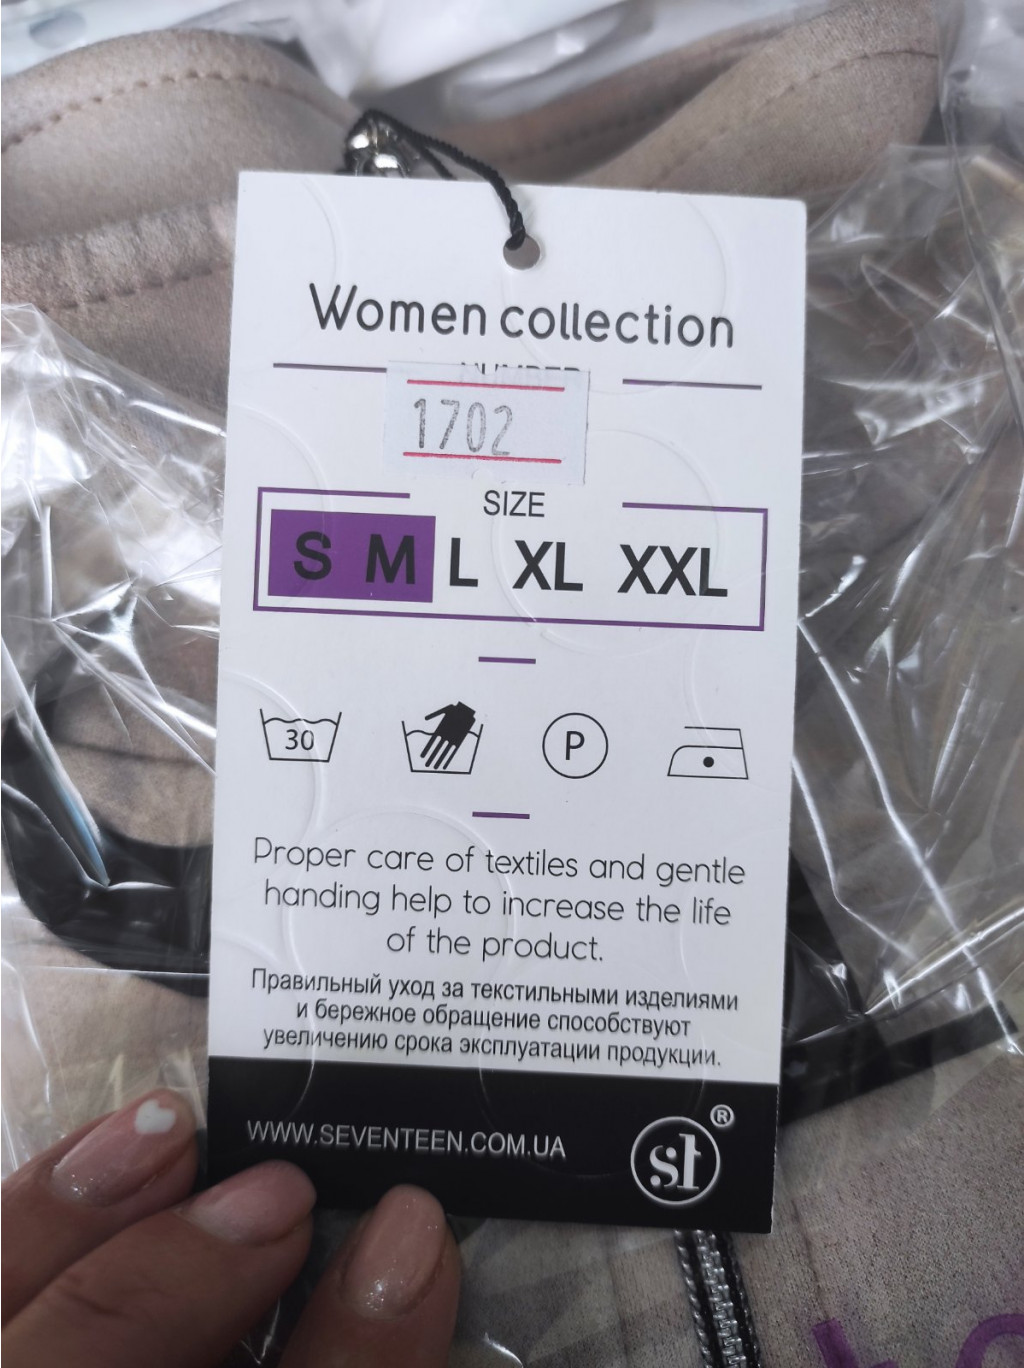 Women collection
NUMBER
1702
SIZE
S M L XL XXL
30
P
Proper care of textiles and gentle
handing help to increase the life
of the product.
Правильный уход за текстильными изделиями
и бережное обращение способствуют
увеличению срока эксплуатации продукции.
WWW.SEVENTEEN.COM.UA
st®